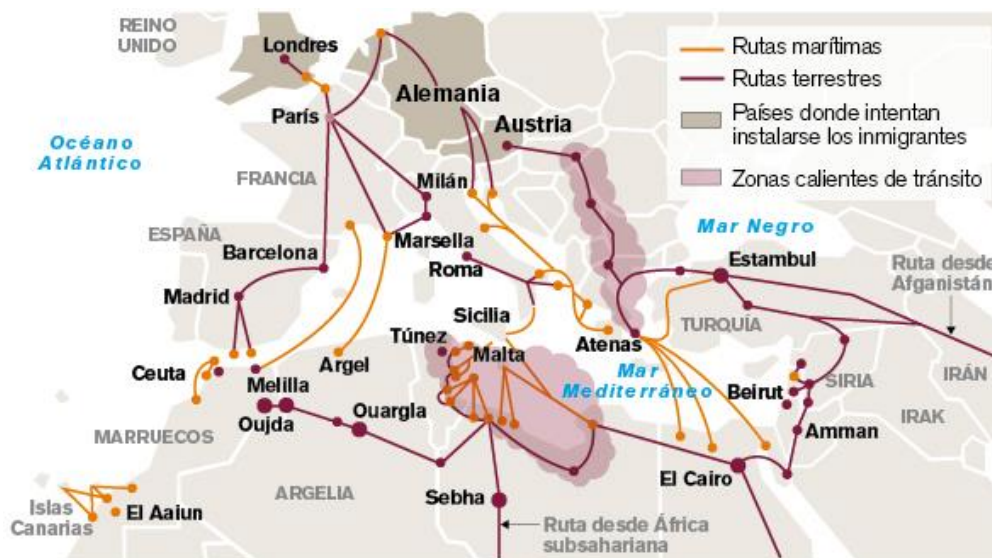 REINO
UNIDO
Londres
París
Océano
Atlántico
FRANCIA
Alemania
Austria
Rutas marítimas
Rutas terrestres
Países donde intentan
instalarse los inmigrantes
Zonas calientes de tránsito
Milán
ESPAÑA
Barcelona
Marsella
Roma
Mar Negro
Estambul
Ruta desde
Afganistán
Madrid
Sicilia
Túnez
Malta
Argel
Atenas
TURQUÍA
Mar
Mediterráneo
Ceuta
Melilla
Oujda
Ouargla
Beirut
SIRIA
IRÁN
IRAK
MARRUECOS
Amman
El Cairo
ARGELIA
Sebha
Islas
Canarias
El Aaiun
Ruta desde África
subsahariana